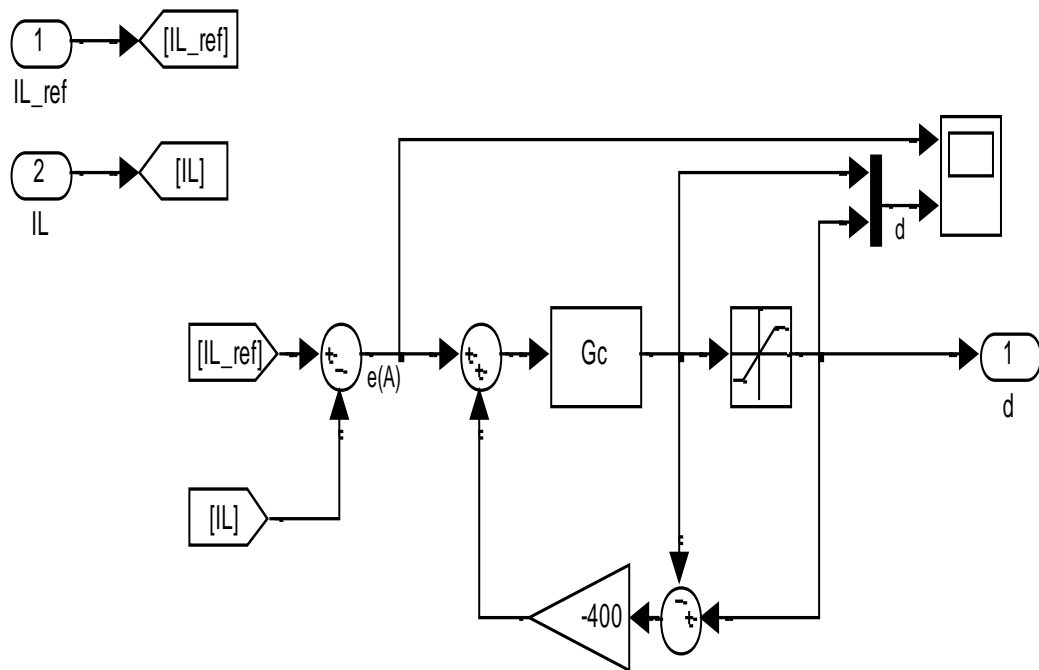 1
[IL_ref]
IL_ref
2
[IL]
IL
d
[IL_ref]
+
−
e(A)
+
+
Gc
1
d
[IL]
-400
−
+